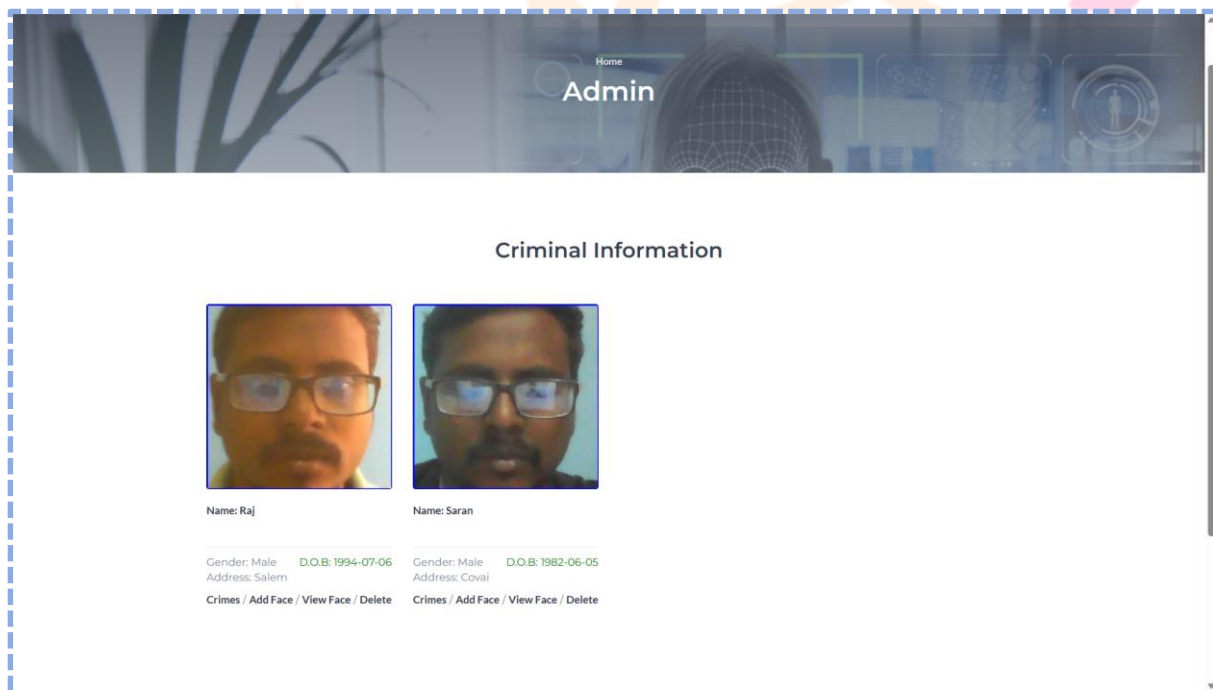 Home
Admin
Criminal Information
Name: Raj
Gender: Male D.O.B: 1994-07-06
Address: Salem
Crimes / Add Face / View Face / Delete
Name: Saran
Gender: Male D.O.B: 1982-06-05
Address: Covai
Crimes / Add Face / View Face / Delete